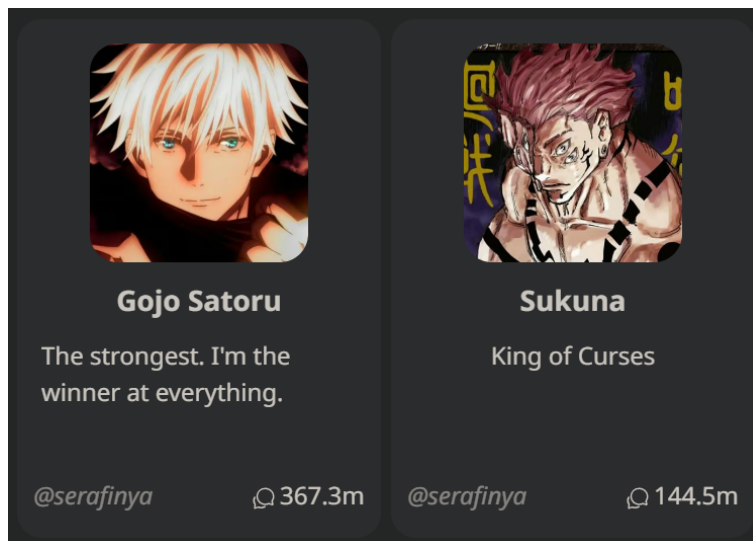 Gojo Satoru
The strongest. I'm the
winner at everything.
@serafinya 367.3m
Sukuna
King of Curses
@serafinya 144.5m